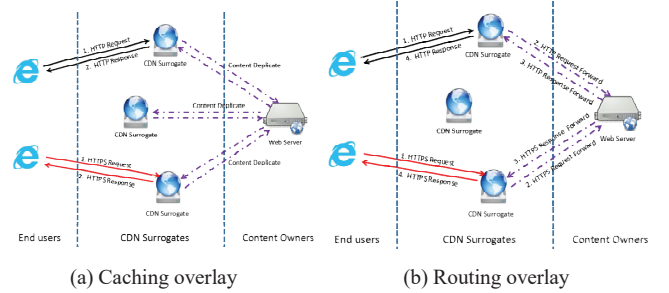 1. HTTP Request
2. HTTP Response
CDN Surrogate
Content Deplicate
Content Deplicate
CDN Surrogate
Web Server
Content Deplicate
1. HTTPS Request
2. HTTPS Response
CDN Surrogate
End users
CDN Surrogates
Content Owners
(a) Caching overlay
1. HTTP Request
4. HTTP Response
CDN Surrogate
2. HTTP Request Forward
3. HTTP Response Forward
CDN Surrogate
Web Server
3. HTTPS Response Forward
2. HTTPS Request Forward
1. HTTPS Request
4. HTTPS Response
CDN Surrogate
End users
CDN Surrogates
Content Owners
(b) Routing overlay